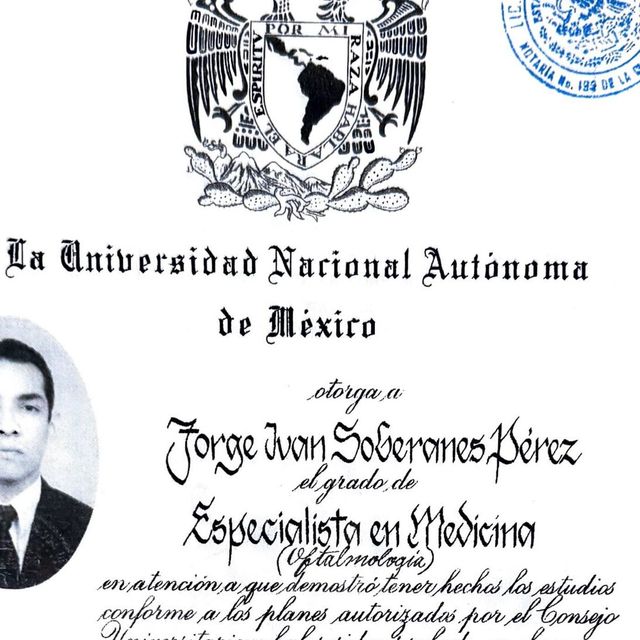 POR MI RAZA HABLARA EL ESPIRITU
NOTARÍA No. 193 DE LA
La Universidad Nacional Autónoma
de México
otorga a
Jorge Ivan Soberanes Pérez
el grado de
Especialista en Medicina
(Oftalmología)
en atención a que demostró tener hechos los estudios
conforme a los planes autorizados por el Consejo